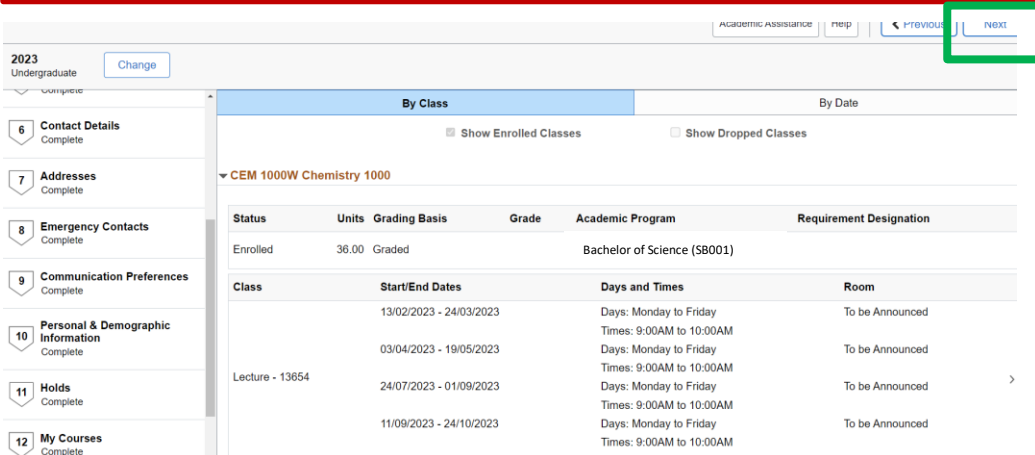 Academic Assistance Help Previous Next
2023
Undergraduate
Change
Complete
6 Contact Details
Complete
7 Addresses
Complete
8 Emergency Contacts
Complete
9 Communication Preferences
Complete
10 Personal & Demographic
Information
Complete
11 Holds
Complete
12 My Courses
Complete
By Class By Date
Show Enrolled Classes Show Dropped Classes
CEM 1000W Chemistry 1000
Status Units Grading Basis Grade Academic Program Requirement Designation
Enrolled 36.00 Graded Bachelor of Science (SB001)
Class Start/End Dates Days and Times Room
Lecture - 13654
13/02/2023 - 24/03/2023 Days: Monday to Friday To be Announced
Times: 9:00AM to 10:00AM
03/04/2023 - 19/05/2023 Days: Monday to Friday To be Announced
Times: 9:00AM to 10:00AM
24/07/2023 - 01/09/2023 Days: Monday to Friday To be Announced
Times: 9:00AM to 10:00AM
11/09/2023 - 24/10/2023 Days: Monday to Friday To be Announced
Times: 9:00AM to 10:00AM